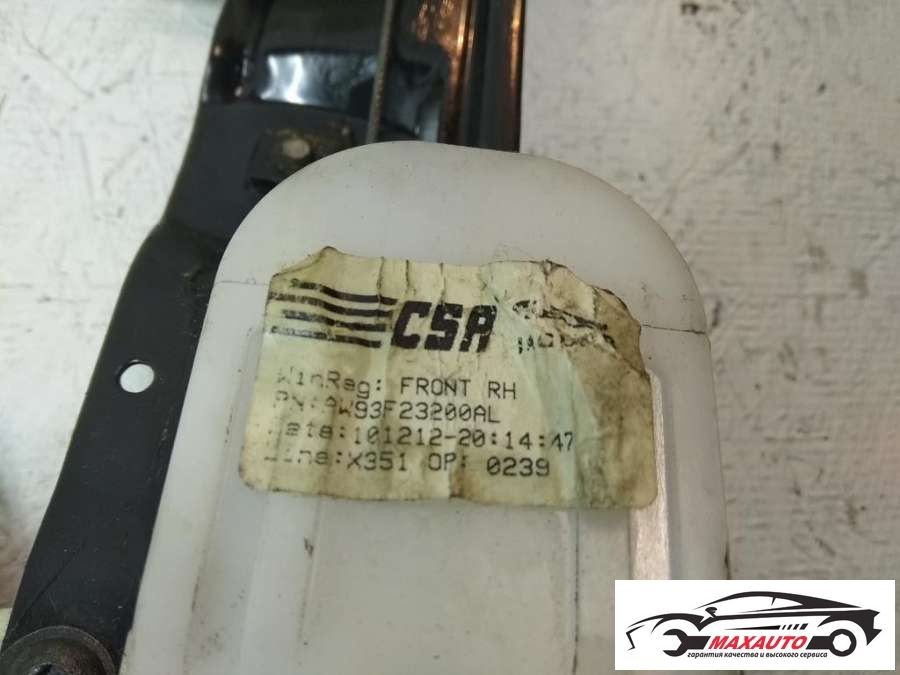 CSA
WinReg: FRONT RH
PN:AW93F23200AL
Date:101212-20:14:47
Line:X351 OP: 0239
MAXAUTO
гарантия качества и высокого сервиса